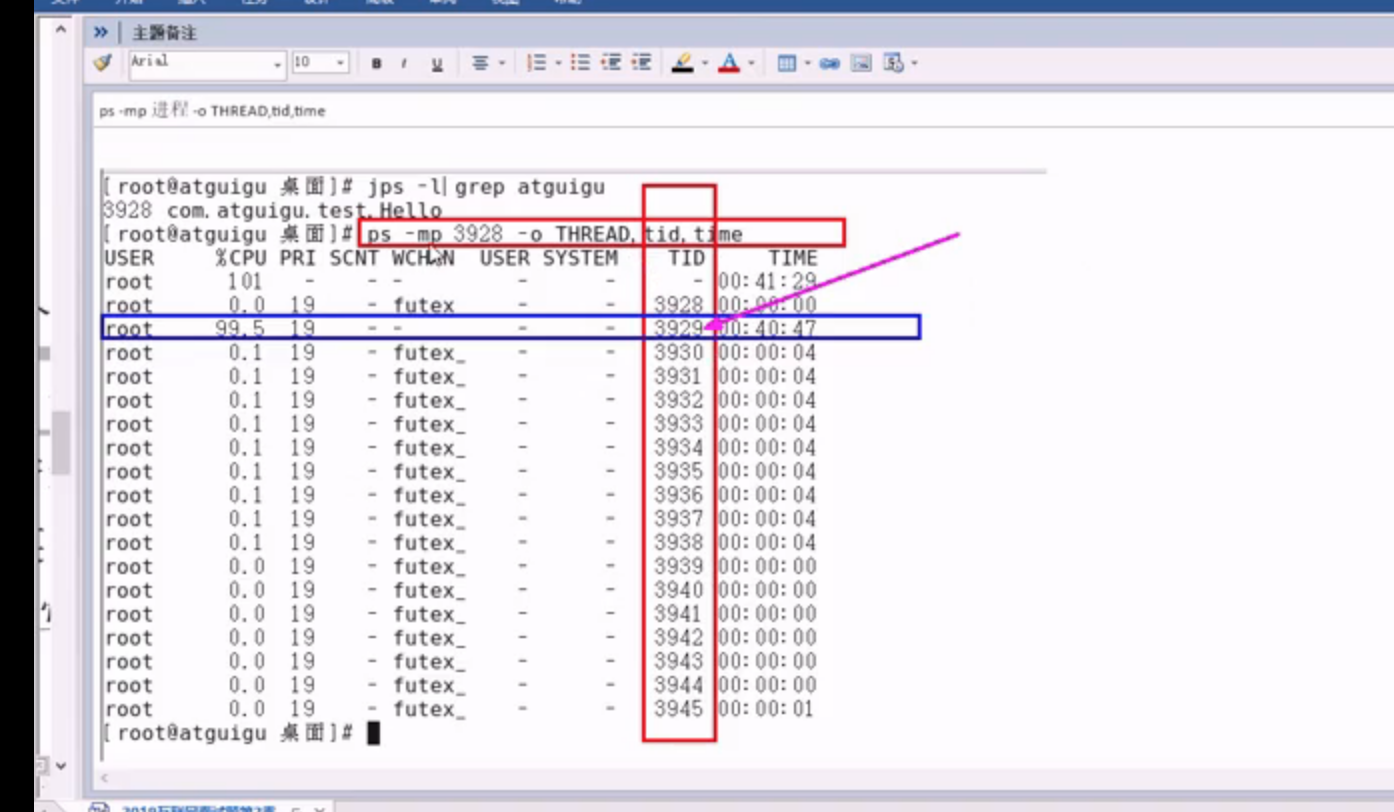 主题备注
Arial
10
B I U
A
ps -mp 进程 -o THREAD,tid,time
[root@atguigu 桌面]# jps -l|grep atguigu
3928 com.atguigu.test.Hello
[root@atguigu 桌面]# ps -mp 3928 -o THREAD,tid,time
USER %CPU PRI SCNT WCHAN USER SYSTEM TID TIME
root 101 - - - - - - 00:41:29
root 0.0 19 - futex_ - - 3928 00:00:00
root 99.5 19 - - - - 3929 00:40:47
root 0.1 19 - futex_ - - 3930 00:00:04
root 0.1 19 - futex_ - - 3931 00:00:04
root 0.1 19 - futex_ - - 3932 00:00:04
root 0.1 19 - futex_ - - 3933 00:00:04
root 0.1 19 - futex_ - - 3934 00:00:04
root 0.1 19 - futex_ - - 3935 00:00:04
root 0.1 19 - futex_ - - 3936 00:00:04
root 0.1 19 - futex_ - - 3937 00:00:04
root 0.1 19 - futex_ - - 3938 00:00:04
root 0.0 19 - futex_ - - 3939 00:00:00
root 0.0 19 - futex_ - - 3940 00:00:00
root 0.0 19 - futex_ - - 3941 00:00:00
root 0.0 19 - futex_ - - 3942 00:00:00
root 0.0 19 - futex_ - - 3943 00:00:00
root 0.0 19 - futex_ - - 3944 00:00:00
root 0.0 19 - futex_ - - 3945 00:00:01
[root@atguigu 桌面]#